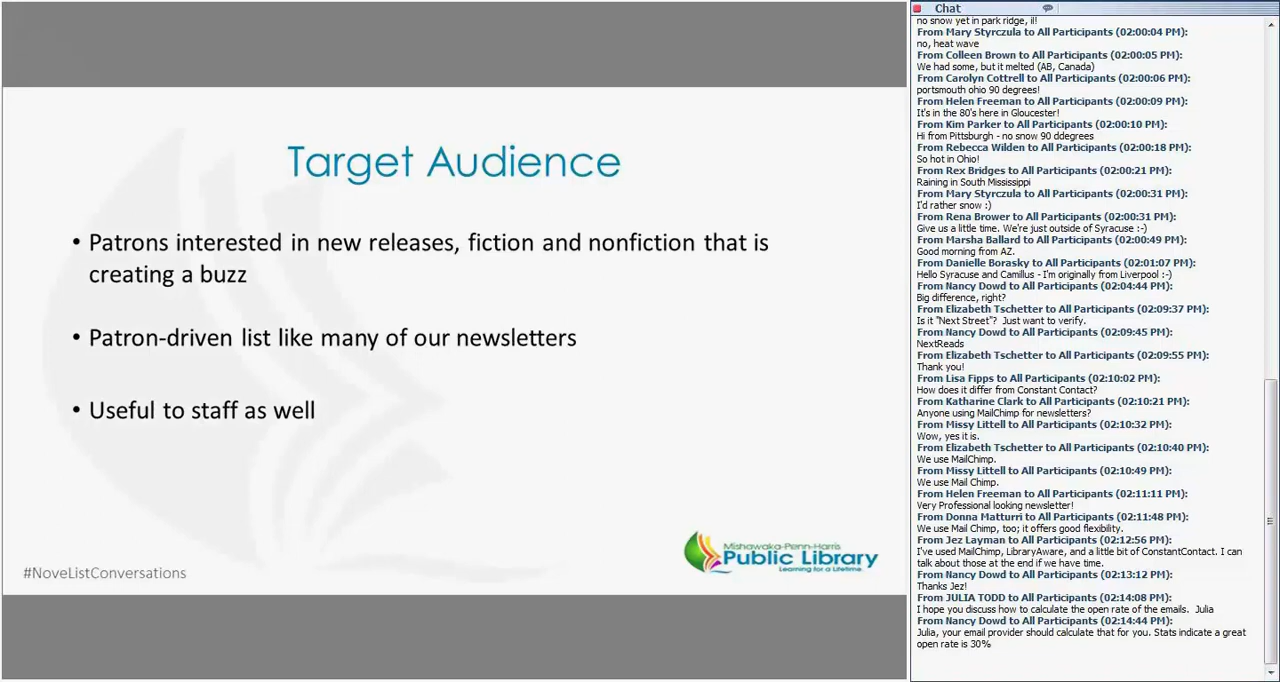 Target Audience
• Patrons interested in new releases, fiction and nonfiction that is
creating a buzz
• Patron-driven list like many of our newsletters
• Useful to staff as well
Mishawaka-Penn-Harris
Public Library
Learning for a Lifetime
#NoveListConversations
Chat
no snow yet in park ridge, il!
From Mary Styrczula to All Participants (02:00:04 PM):
no, heat wave
From Colleen Brown to All Participants (02:00:05 PM):
We had some, but it melted (AB, Canada)
From Carolyn Cottrell to All Participants (02:00:06 PM):
portsmouth ohio 90 degrees!
From Helen Freeman to All Participants (02:00:09 PM):
It's in the 80's here in Gloucester!
From Kim Parker to All Participants (02:00:10 PM):
Hi from Pittsburgh - no snow 90 ddegrees
From Rebecca Wilden to All Participants (02:00:18 PM):
So hot in Ohio!
From Rex Bridges to All Participants (02:00:21 PM):
Raining in South Mississippi
From Mary Styrczula to All Participants (02:00:31 PM):
I'd rather snow :)
From Rena Brower to All Participants (02:00:31 PM):
Give us a little time. We're just outside of Syracuse :-)
From Marsha Ballard to All Participants (02:00:49 PM):
Good morning from AZ.
From Danielle Borasky to All Participants (02:01:07 PM):
Hello Syracuse and Camillus - I'm originally from Liverpool :-)
From Nancy Dowd to All Participants (02:04:44 PM):
Big difference, right?
From Elizabeth Tschetter to All Participants (02:09:37 PM):
Is it "Next Street"? Just want to verify.
From Nancy Dowd to All Participants (02:09:45 PM):
NextReads
From Elizabeth Tschetter to All Participants (02:09:55 PM):
Thank you!
From Lisa Fipps to All Participants (02:10:02 PM):
How does it differ from Constant Contact?
From Katharine Clark to All Participants (02:10:21 PM):
Anyone using MailChimp for newsletters?
From Missy Littell to All Participants (02:10:32 PM):
Wow, yes it is.
From Elizabeth Tschetter to All Participants (02:10:40 PM):
We use MailChimp.
From Missy Littell to All Participants (02:10:49 PM):
We use Mail Chimp.
From Helen Freeman to All Participants (02:11:11 PM):
Very Professional looking newsletter!
From Donna Matturri to All Participants (02:11:48 PM):
We use Mail Chimp, too; it offers good flexibility.
From Jez Layman to All Participants (02:12:56 PM):
I've used MailChimp, LibraryAware, and a little bit of ConstantContact. I can
talk about those at the end if we have time.
From Nancy Dowd to All Participants (02:13:12 PM):
Thanks Jez!
From JULIA TODD to All Participants (02:14:08 PM):
I hope you discuss how to calculate the open rate of the emails. Julia
From Nancy Dowd to All Participants (02:14:44 PM):
Julia, your email provider should calculate that for you. Stats indicate a great
open rate is 30%